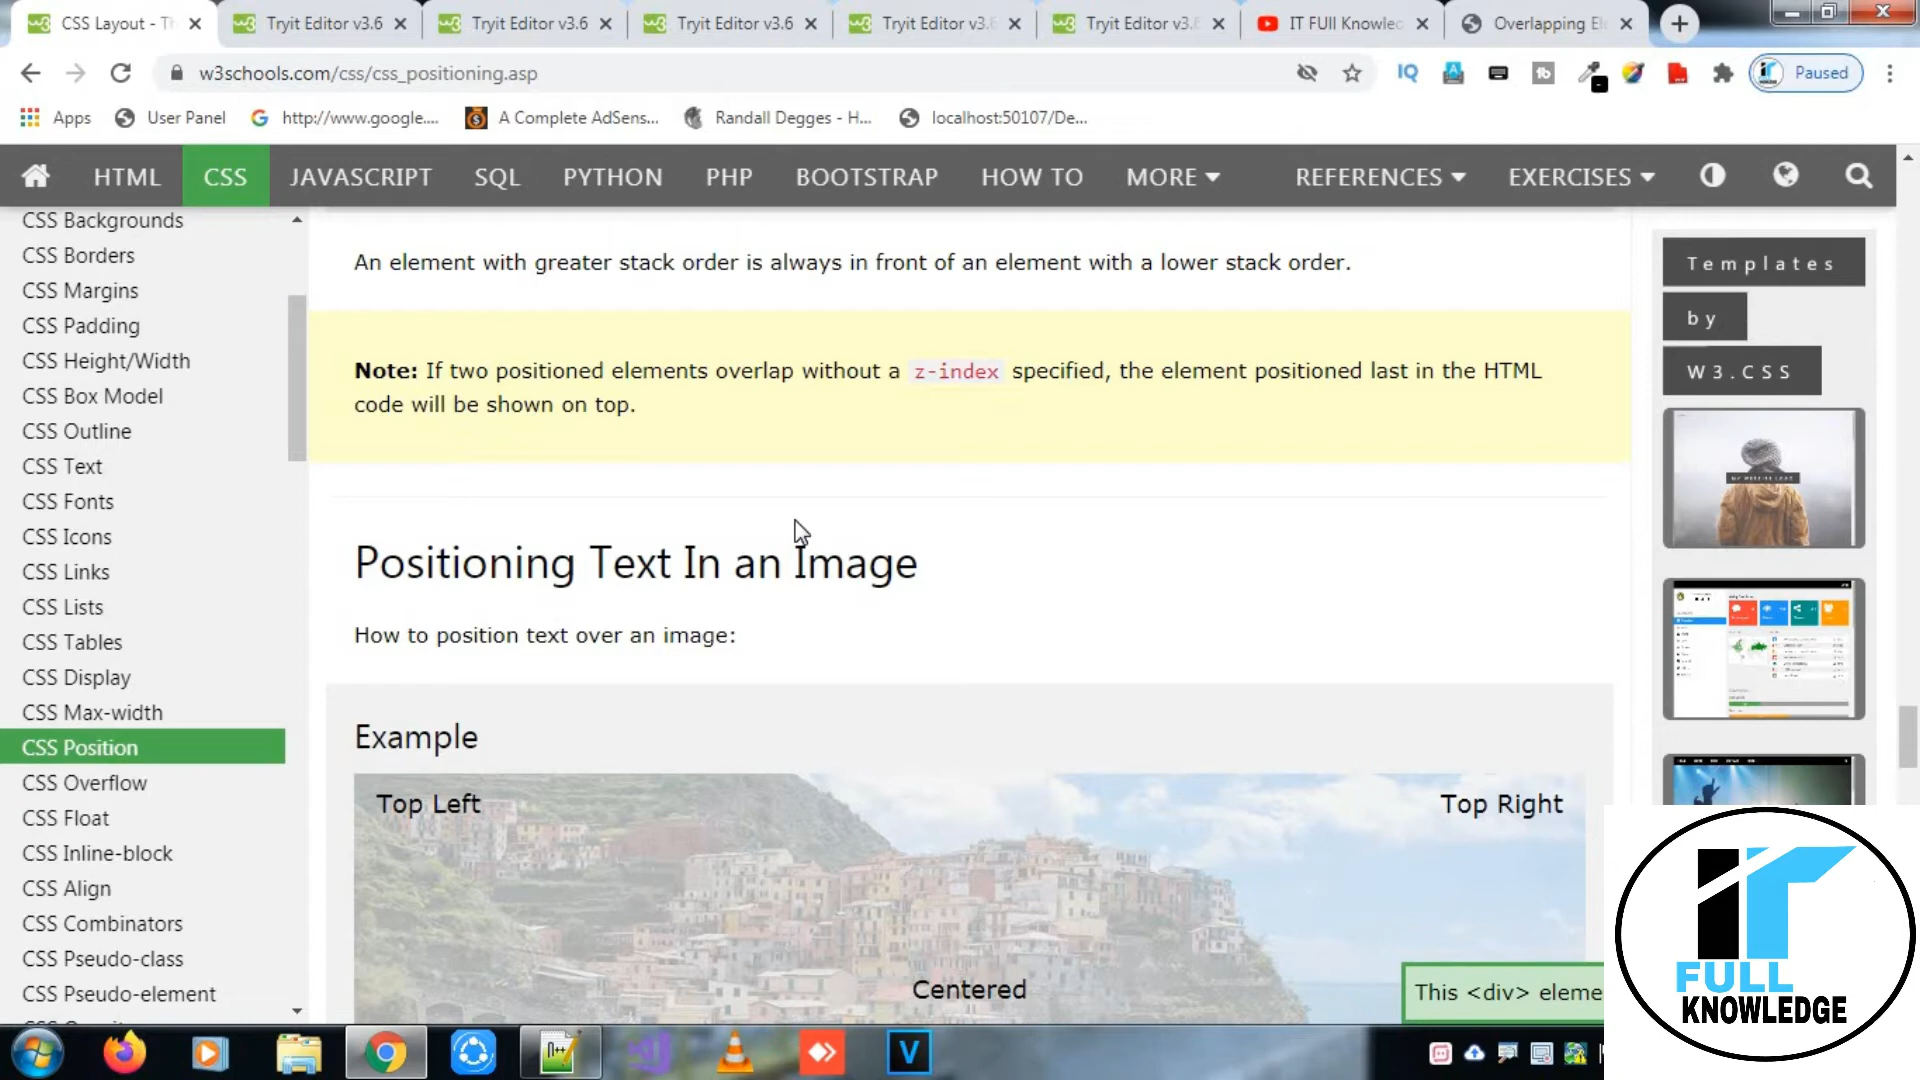 CSS Layout - Th
Tryit Editor v3.6
Tryit Editor v3.6
Tryit Editor v3.6
Tryit Editor v3.6
Tryit Editor v3.6
IT FUll Knowlec
Overlapping El
w3schools.com/css/css_positioning.asp
IQ
Paused
Apps
User Panel
http://www.google....
A Complete AdSens...
Randall Degges - H...
localhost:50107/De...
HTML
CSS
JAVASCRIPT
SQL
PYTHON
PHP
BOOTSTRAP
HOW TO
MORE
REFERENCES
EXERCISES
CSS Backgrounds
CSS Borders
CSS Margins
CSS Padding
CSS Height/Width
CSS Box Model
CSS Outline
CSS Text
CSS Fonts
CSS Icons
CSS Links
CSS Lists
CSS Tables
CSS Display
CSS Max-width
CSS Position
CSS Overflow
CSS Float
CSS Inline-block
CSS Align
CSS Combinators
CSS Pseudo-class
CSS Pseudo-element
An element with greater stack order is always in front of an element with a lower stack order.
Note: If two positioned elements overlap without a z-index specified, the element positioned last in the HTML
code will be shown on top.
Positioning Text In an Image
How to position text over an image:
Example
Top Left
Top Right
Centered
This <div> eleme
Templates
by
W3.CSS
IT
FULL
KNOWLEDGE